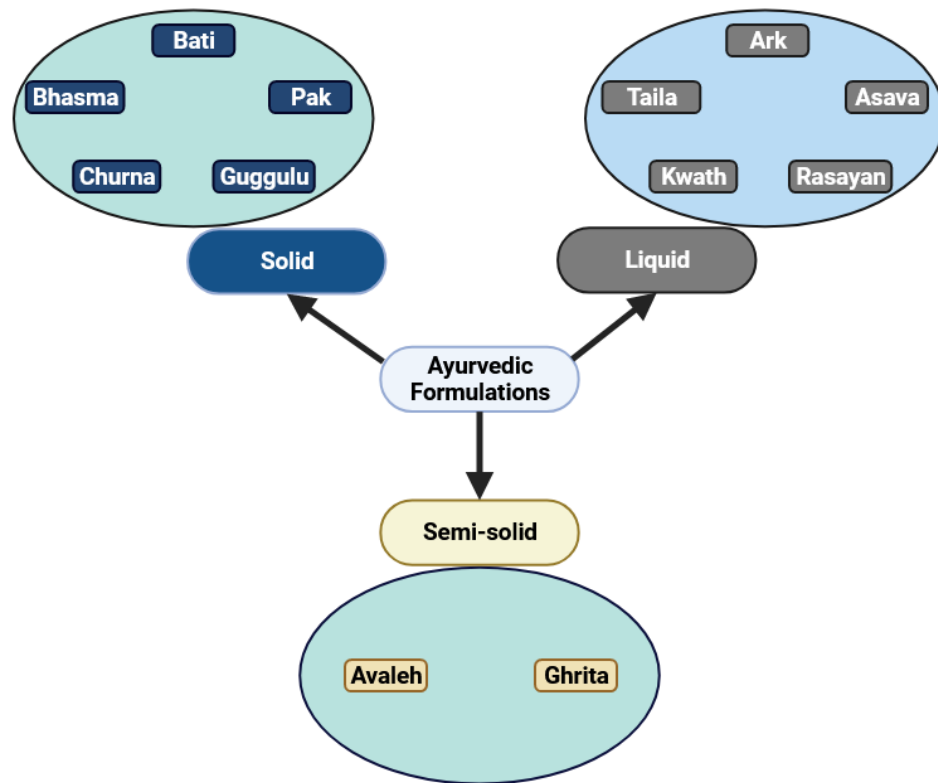 Bati
Bhasma
Pak
Churna
Guggulu
Solid
Ark
Taila
Asava
Kwath
Rasayan
Liquid
Ayurvedic
Formulations
Semi-solid
Avaleh
Ghrita